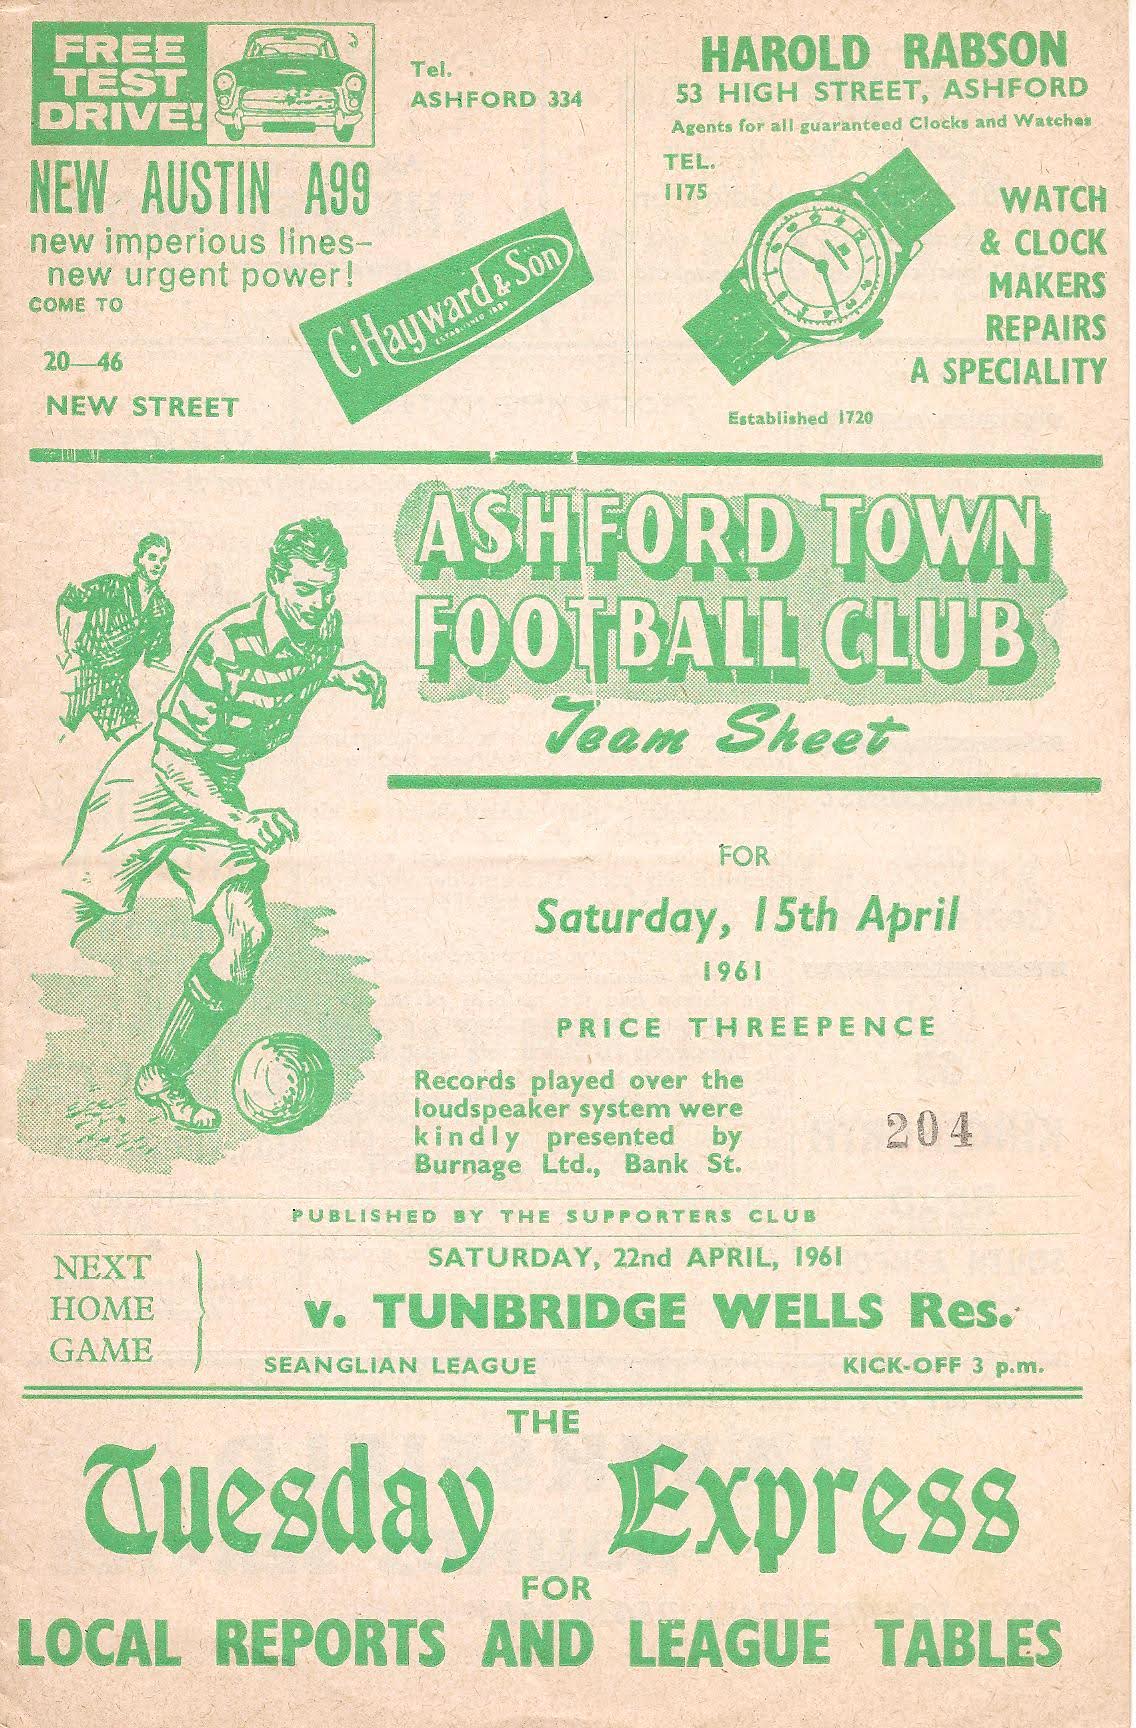 FREE
TEST
DRIVE!
Tel.
ASHFORD 334
NEW AUSTIN A99
new imperious lines—
new urgent power!
COME TO
C. Hayward & Son
20—46
NEW STREET
HAROLD RABSON
53 HIGH STREET, ASHFORD
Agents for all guaranteed Clocks and Watches
TEL.
1175
WATCH
& CLOCK
MAKERS
REPAIRS
A SPECIALITY
Established 1720
ASHFORD TOWN
FOOTBALL CLUB
Team Sheet
FOR
Saturday, 15th April
1961
PRICE THREEPENCE
Records played over the
loudspeaker system were
kindly presented by
Burnage Ltd., Bank St.
204
PUBLISHED BY THE SUPPORTERS CLUB
NEXT
HOME
GAME
SATURDAY, 22nd APRIL, 1961
v. TUNBRIDGE WELLS Res.
SEANGLIAN LEAGUE KICK-OFF 3 p.m.
THE
Tuesday Express
FOR
LOCAL REPORTS AND LEAGUE TABLES